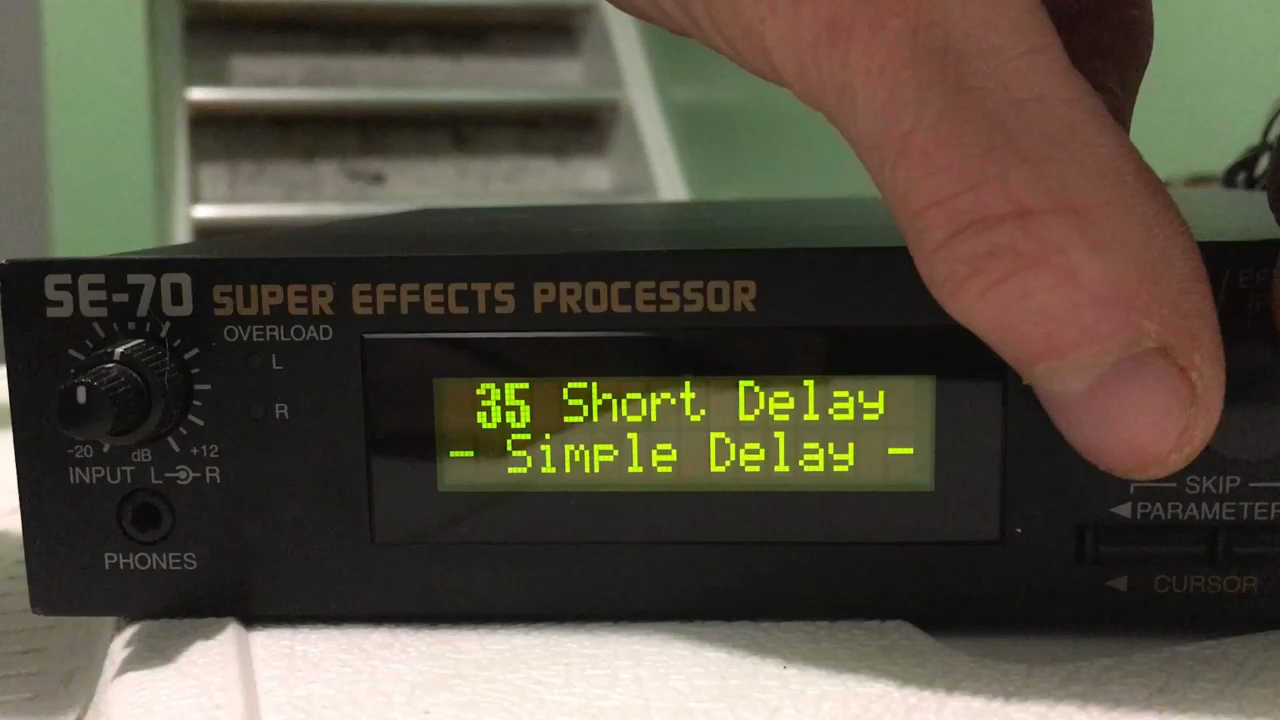 SE-70 SUPER EFFECTS PROCESSOR
OVERLOAD
L
R
-20 dB +12
INPUT L R
PHONES
35 Short Delay
- Simple Delay -
SKIP
◀PARAMETER
◀ CURSOR